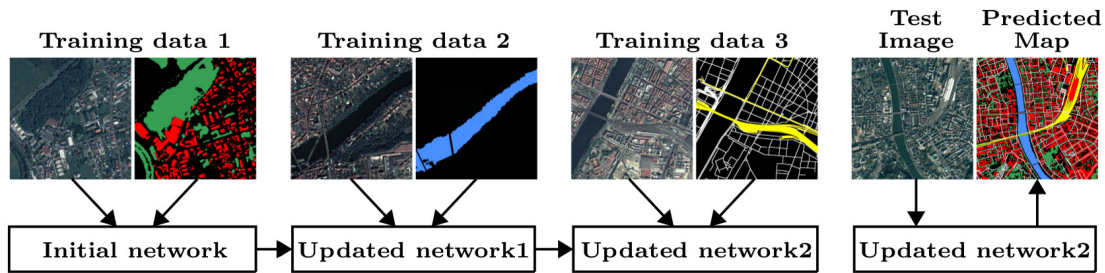 Training data 1
Training data 2
Training data 3
Test
Image
Predicted
Map
Initial network
Updated network1
Updated network2
Updated network2